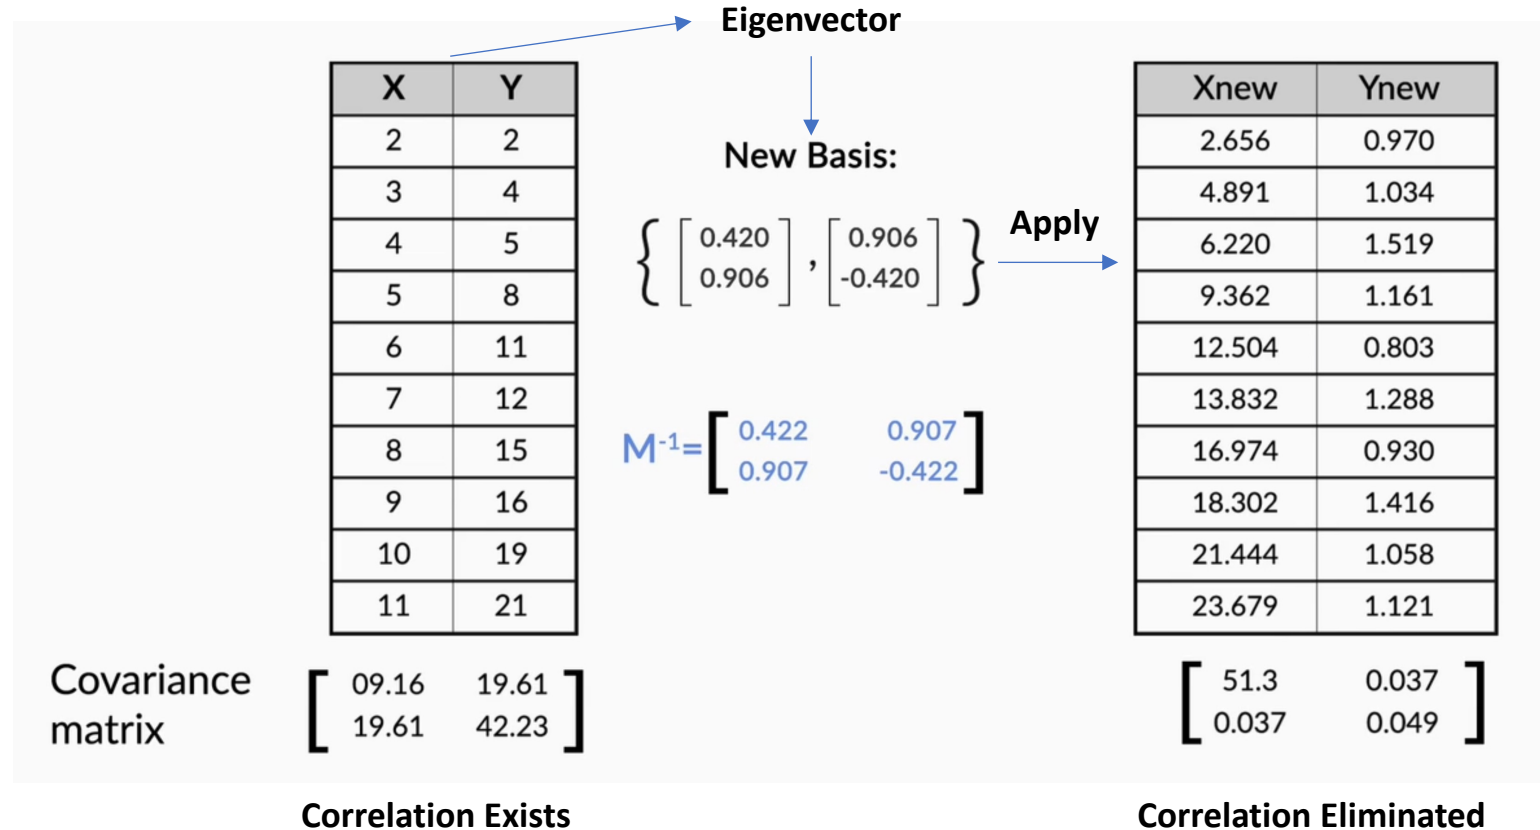 Eigenvector
X Y
2 2
3 4
4 5
5 8
6 11
7 12
8 15
9 16
10 19
11 21
New Basis:
{ [ 0.420 ] , [ 0.906 ] }
0.906 -0.420
Apply
M-1= [ 0.422 0.907 ]
0.907 -0.422
Xnew Ynew
2.656 0.970
4.891 1.034
6.220 1.519
9.362 1.161
12.504 0.803
13.832 1.288
16.974 0.930
18.302 1.416
21.444 1.058
23.679 1.121
Covariance
matrix
09.16 19.61
19.61 42.23
51.3 0.037
0.037 0.049
Correlation Exists
Correlation Eliminated